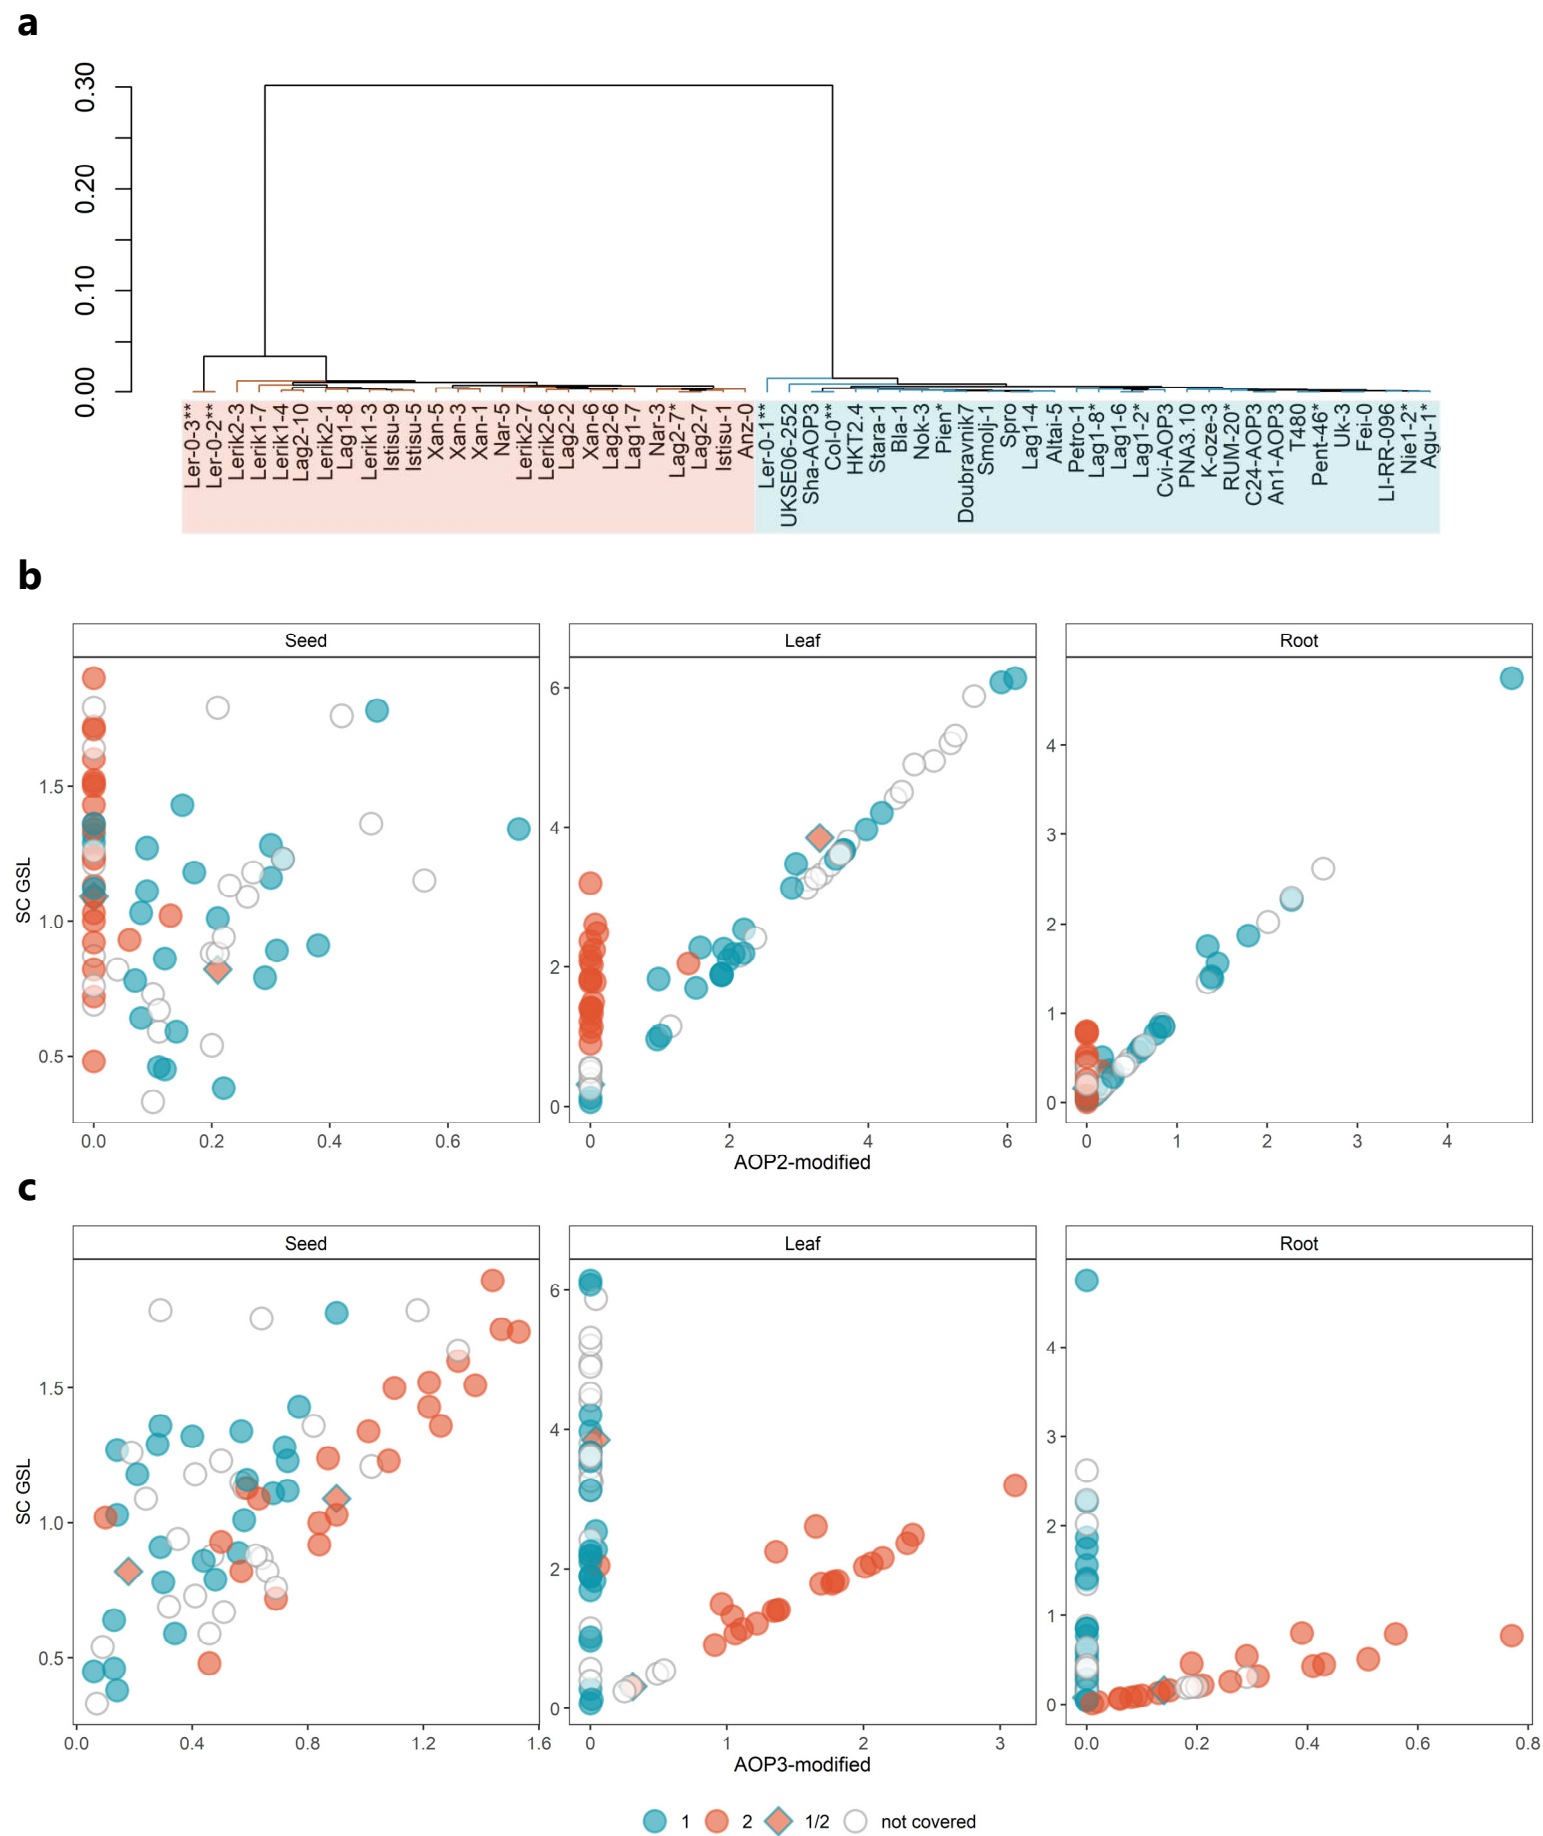 a
0.30
0.20
0.10
0.00
Ler-0-3**
Ler-0-2**
Lerik2-3
Lerik1-7
Lerik1-4
Lag2-10
Lerik2-1
Lag1-8
Lerik1-3
Istisu-9
Istisu-5
Xan-5
Xan-3
Xan-1
Nar-5
Lerik2-7
Lerik2-6
Lag2-2
Xan-6
Lag2-6
Lag1-7
Nar-3
Lag2-7*
Lag2-7
Istisu-1
Anz-0
Ler-0-1**
UKSE06-252
Sha-AOP3
Col-0**
HKT2.4
Stara-1
Bla-1
Nok-3
Pien*
Doubravnik7
Smolj-1
Spro
Lag1-4
Altai-5
Petro-1
Lag1-8*
Lag1-6
Lag1-2*
Cvi-AOP3
PNA3.10
K-oze-3
RUM-20*
C24-AOP3
An1-AOP3
T480
Pent-46*
Uk-3
Fei-0
LI-RR-096
Nie1-2*
Agu-1*
b
Seed Leaf Root
SC GSL
1.5
1.0
0.5
0.0 0.2 0.4 0.6
6
4
2
0
0 2 4 6
4
3
2
1
0
0 1 2 3 4
AOP2-modified
c
Seed Leaf Root
SC GSL
1.5
1.0
0.5
0.0 0.4 0.8 1.2 1.6
6
4
2
0
0 1 2 3
4
3
2
1
0
0.0 0.2 0.4 0.6 0.8
AOP3-modified
1 2 1/2 not covered